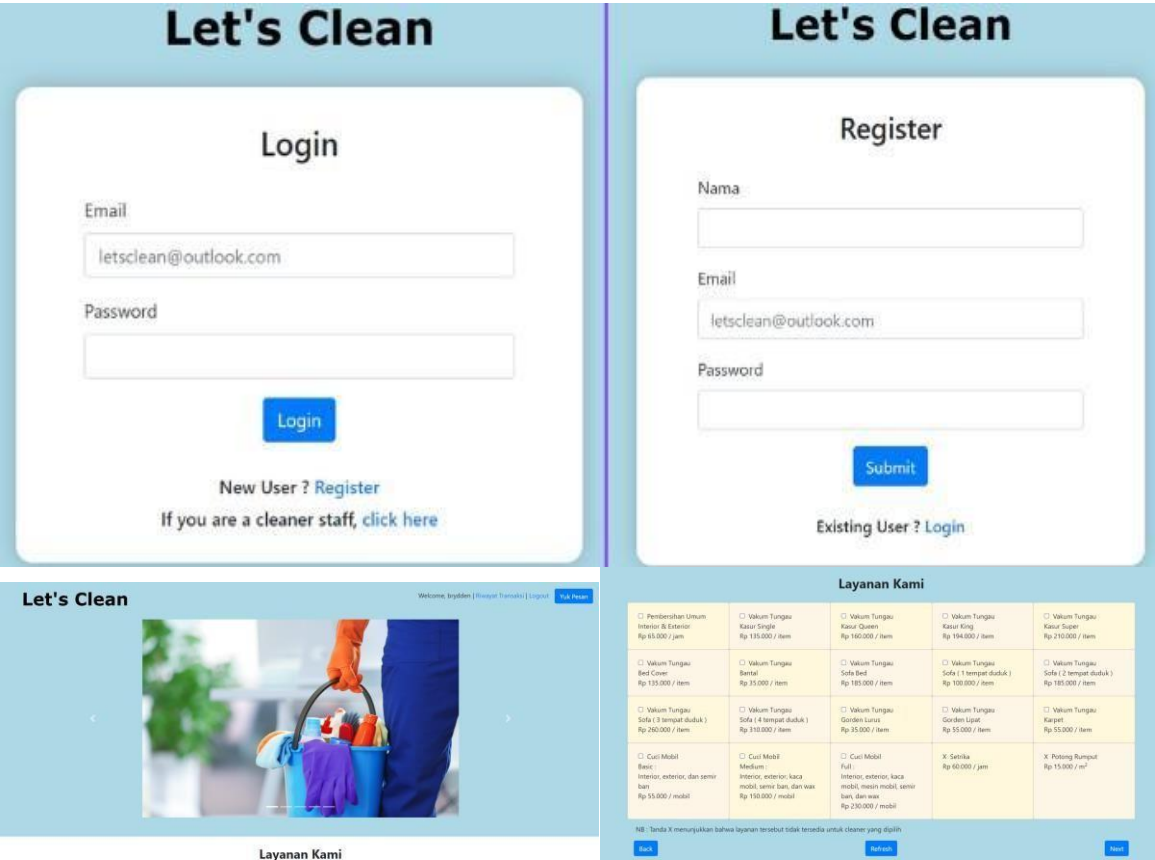 Let's Clean
Login
Email
letsclean@outlook.com
Password
Login
New User ? Register
If you are a cleaner staff, click here
Let's Clean
Register
Nama
Email
letsclean@outlook.com
Password
Submit
Existing User ? Login
Let's Clean
Welcome, brydden | Riwayat Transaksi | Logout
Yuk Pesan
Layanan Kami
Layanan Kami
Pembersihan Umum
Interior & Exterior
Rp 65.000 / jam
Vakum Tungau
Kasur Single
Rp 135.000 / item
Vakum Tungau
Kasur Queen
Rp 160.000 / item
Vakum Tungau
Kasur King
Rp 194.000 / item
Vakum Tungau
Kasur Super
Rp 210.000 / item
Vakum Tungau
Bed Cover
Rp 135.000 / item
Vakum Tungau
Bantal
Rp 35.000 / item
Vakum Tungau
Sofa Bed
Rp 185.000 / item
Vakum Tungau
Sofa ( 1 tempat duduk )
Rp 100.000 / item
Vakum Tungau
Sofa ( 2 tempat duduk )
Rp 185.000 / item
Vakum Tungau
Sofa ( 3 tempat duduk )
Rp 260.000 / item
Vakum Tungau
Sofa ( 4 tempat duduk )
Rp 310.000 / item
Vakum Tungau
Gorden Lurus
Rp 35.000 / item
Vakum Tungau
Gorden Lipat
Rp 55.000 / item
Vakum Tungau
Karpet
Rp 55.000 / item
Cuci Mobil
Basic :
Interior, exterior, dan semir
ban
Rp 55.000 / mobil
Cuci Mobil
Medium :
Interior, exterior, kaca
mobil, semir ban, dan wax
Rp 150.000 / mobil
Cuci Mobil
Full :
Interior, exterior, kaca
mobil, mesin mobil, semir
ban, dan wax
Rp 230.000 / mobil
X Setrika
Rp 60.000 / jam
X Potong Rumput
Rp 15.000 / m²
NB : Tanda X menunjukkan bahwa layanan tersebut tidak tersedia untuk cleaner yang dipilih
Back
Refresh
Next